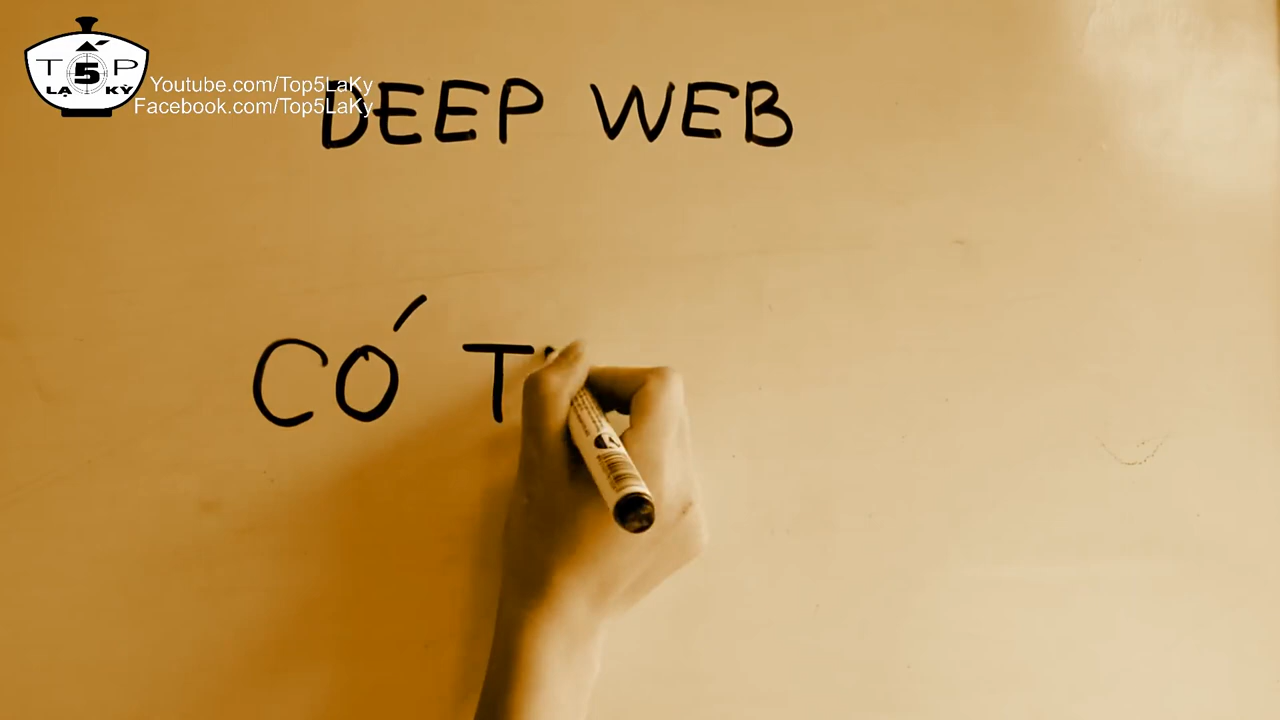 TOP 5
LẠ KỲ
Youtube.com/Top5LaKy
Facebook.com/Top5LaKy
DEEP WEB
CÓ T